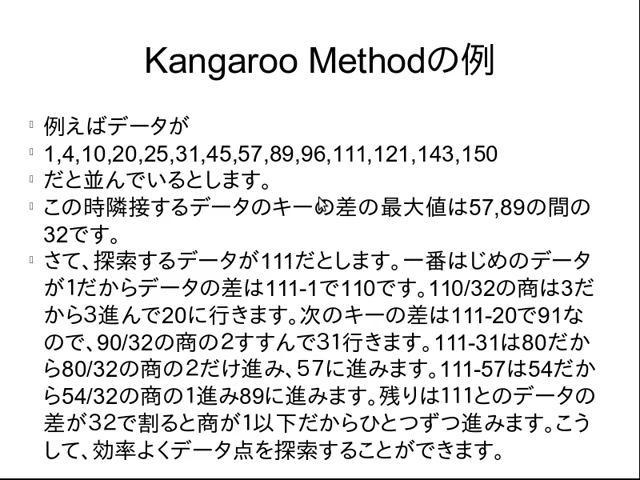 Kangaroo Methodの例
例えばデータが
1,4,10,20,25,31,45,57,89,96,111,121,143,150
だと並んでいるとします。
この時隣接するデータのキーの差の最大値は57,89の間の
32です。
さて、探索するデータが111だとします。一番はじめのデータ
が1だからデータの差は111-1で110です。110/32の商は3だ
から3進んで20に行きます。次のキーの差は111-20で91な
ので、90/32の商の2すすんで31行きます。111-31は80だか
ら80/32の商の2だけ進み、57に進みます。111-57は54だか
ら54/32の商の1進み89に進みます。残りは111とのデータの
差が32で割ると商が1以下だからひとつずつ進みます。こう
して、効率よくデータ点を探索することができます。